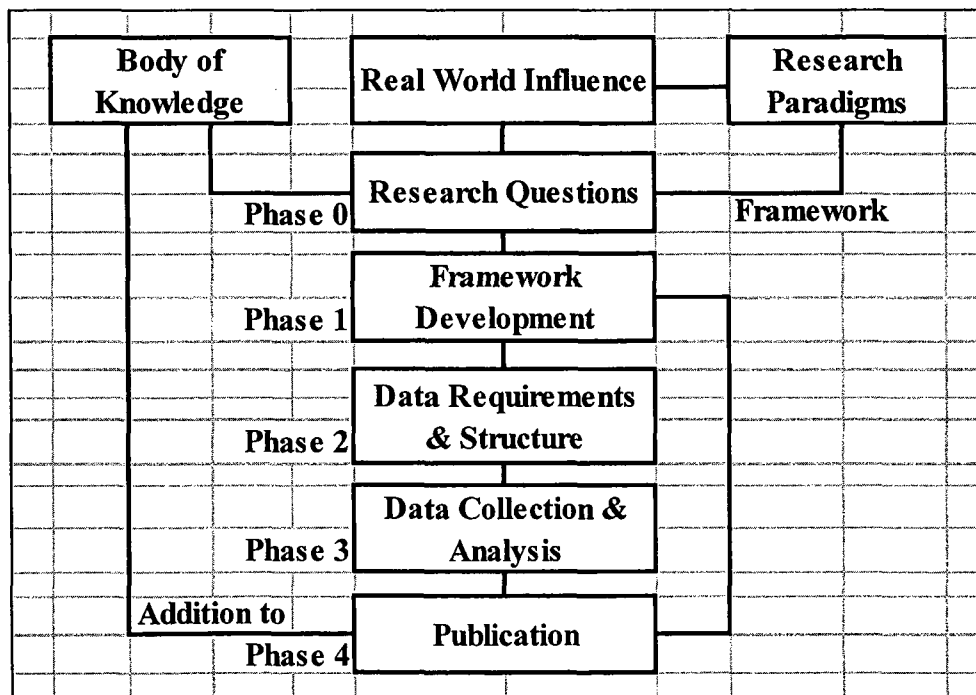 Body of
Knowledge
Real World Influence
Research
Paradigms
Research Questions
Phase 0
Framework
Framework
Development
Phase 1
Data Requirements
& Structure
Phase 2
Data Collection &
Analysis
Phase 3
Addition to
Publication
Phase 4